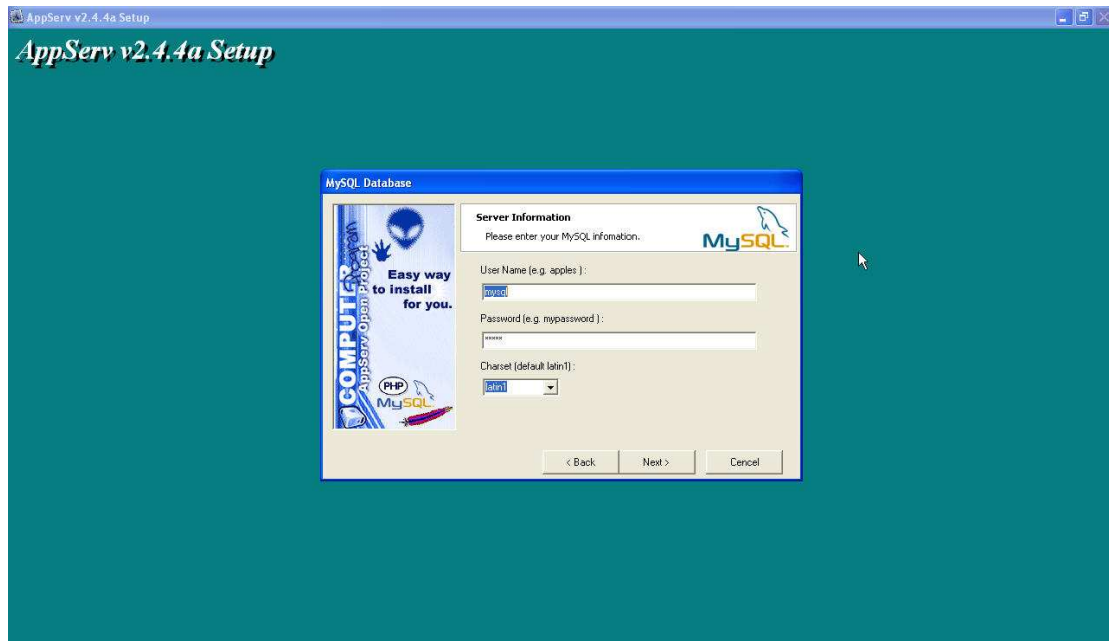 AppServ v2.4.4a Setup
AppServ v2.4.4a Setup
MySQL Database
Server Information
Please enter your MySQL infomation.
MySQL
User Name (e.g. apples ) :
mysql
Password (e.g. mypassword ) :
*****
Charset (default latin1) :
latin1
COMPUTER
Program
AppServ Open Project
Easy way
to install
for you.
PHP
MySQL
< Back
Next >
Cencel